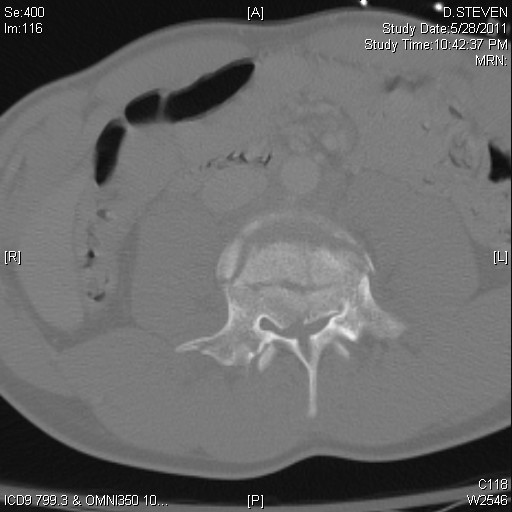 Se:400
Im:116
[A]
D.STEVEN
Study Date:5/28/2011
Study Time:10:42:37 PM
MRN:
[R]
[L]
ICD9 799.3 & OMNI350 10...
[P]
C118
W2546